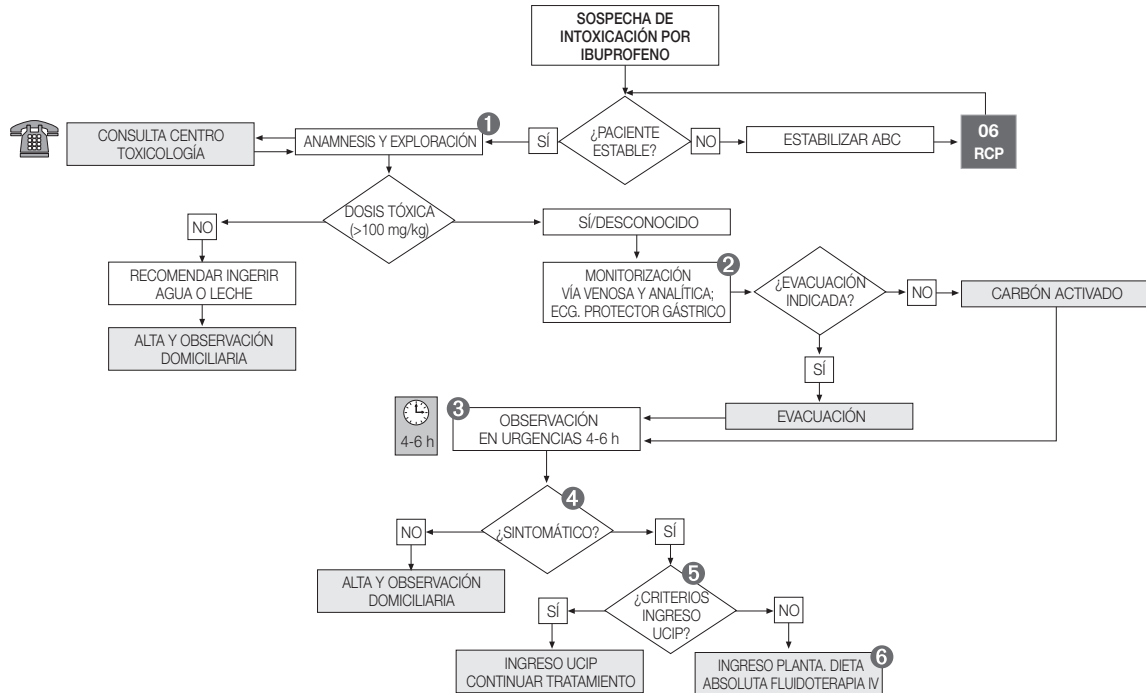 SOSPECHA DE
INTOXICACIÓN POR
IBUPROFENO
CONSULTA CENTRO
TOXICOLOGÍA
1
ANAMNESIS Y EXPLORACIÓN
SÍ
¿PACIENTE
ESTABLE?
NO
ESTABILIZAR ABC
06
RCP
DOSIS TÓXICA
(>100 mg/kg)
NO
SÍ/DESCONOCIDO
RECOMENDAR INGERIR
AGUA O LECHE
ALTA Y OBSERVACIÓN
DOMICILIARIA
2
MONITORIZACIÓN
VÍA VENOSA Y ANALÍTICA;
ECG. PROTECTOR GÁSTRICO
¿EVACUACIÓN
INDICADA?
NO
CARBÓN ACTIVADO
SÍ
EVACUACIÓN
4-6 h
3
OBSERVACIÓN
EN URGENCIAS 4-6 h
4
¿SINTOMÁTICO?
NO
SÍ
ALTA Y OBSERVACIÓN
DOMICILIARIA
5
¿CRITERIOS
INGRESO
UCIP?
SÍ
NO
INGRESO UCIP
CONTINUAR TRATAMIENTO
6
INGRESO PLANTA. DIETA
ABSOLUTA FLUIDOTERAPIA IV